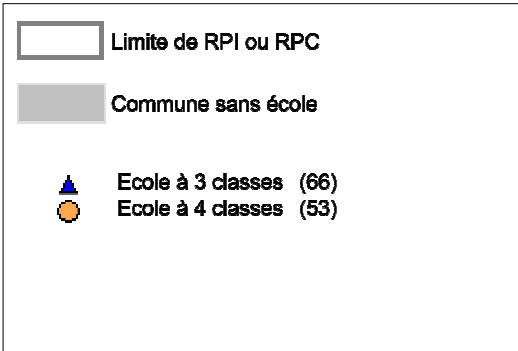 Limite de RPI ou RPC
Commune sans école
Ecole à 3 classes (66)
Ecole à 4 classes (53)